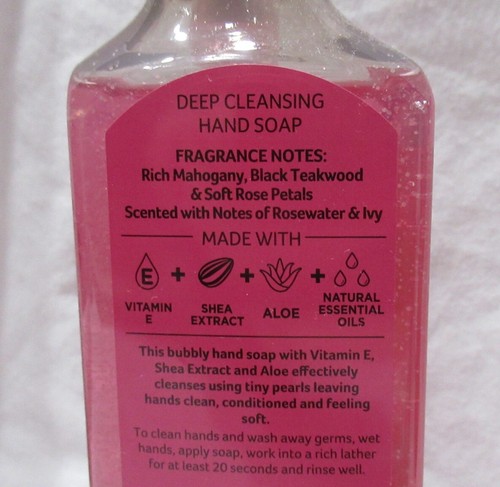 DEEP CLEANSING
HAND SOAP
FRAGRANCE NOTES:
Rich Mahogany, Black Teakwood
& Soft Rose Petals
Scented with Notes of Rosewater & Ivy
MADE WITH
E + + +
VITAMIN E
SHEA EXTRACT
ALOE
NATURAL ESSENTIAL OILS
This bubbly hand soap with Vitamin E,
Shea Extract and Aloe effectively
cleanses using tiny pearls leaving
hands clean, conditioned and feeling
soft.
To clean hands and wash away germs, wet
hands, apply soap, work into a rich lather
for at least 20 seconds and rinse well.